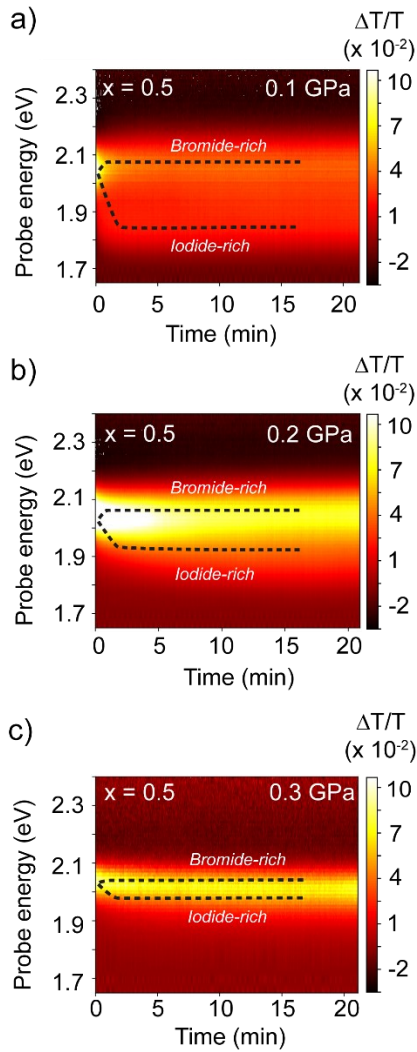 a)
ΔT/T
(x 10⁻²)
x = 0.5
0.1 GPa
Bromide-rich
Iodide-rich
Probe energy (eV)
2.3
2.1
1.9
1.7
0
5
10
15
20
Time (min)
10
7
4
1
-2
b)
ΔT/T
(x 10⁻²)
x = 0.5
0.2 GPa
Bromide-rich
Iodide-rich
Probe energy (eV)
2.3
2.1
1.9
1.7
0
5
10
15
20
Time (min)
10
7
4
1
-2
c)
ΔT/T
(x 10⁻²)
x = 0.5
0.3 GPa
Bromide-rich
Iodide-rich
Probe energy (eV)
2.3
2.1
1.9
1.7
0
5
10
15
20
Time (min)
10
7
4
1
-2